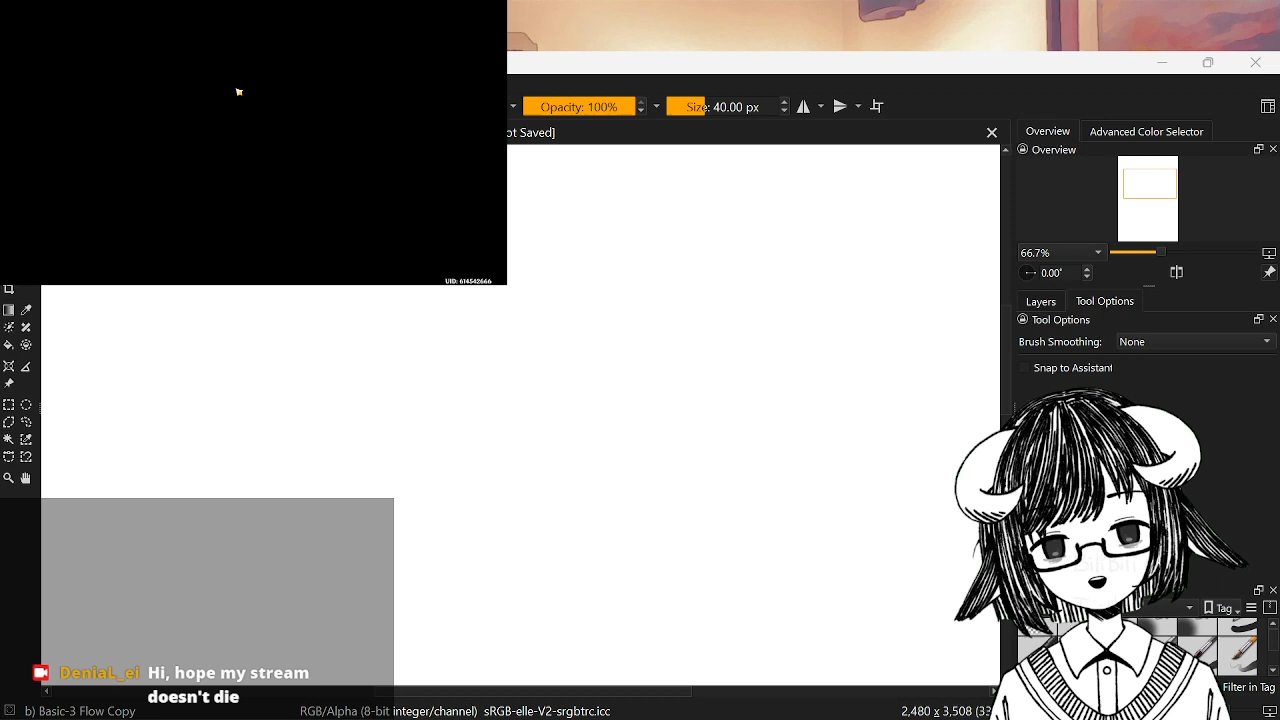 Opacity: 100%
Size: 40.00 px
ot Saved]
Overview
Advanced Color Selector
Overview
66.7%
0.00°
UID: 614542666
Layers
Tool Options
Tool Options
Brush Smoothing:
None
Snap to Assistant
Tag
Filter in Tag
DeniaL_ei Hi, hope my stream
doesn't die
b) Basic-3 Flow Copy
RGB/Alpha (8-bit integer/channel) sRGB-elle-V2-srgbtrc.icc
2,480 x 3,508 (33